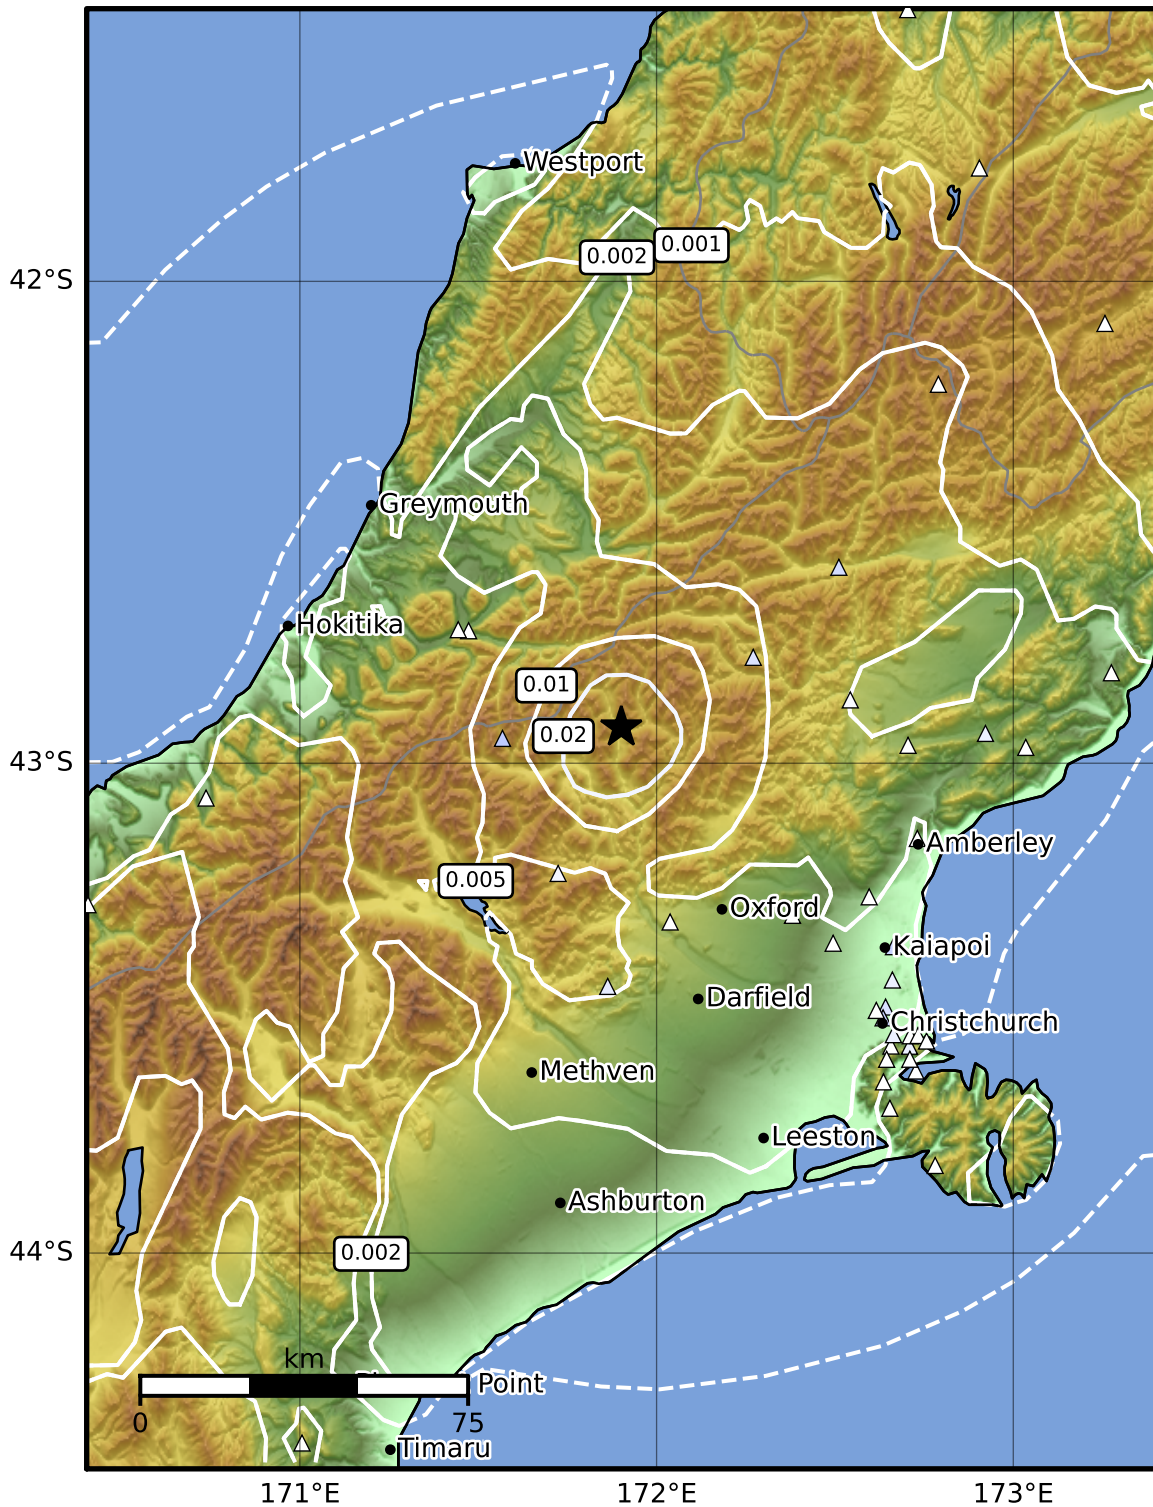 Westport
0.002
0.001
42°S
Greymouth
Hokitika
0.01
0.02
43°S
Amberley
0.005
Oxford
Kaiapoi
Darfield
Christchurch
Methven
Leeston
Ashburton
44°S
0.002
km
Point
0
75
Timaru
171°E
172°E
173°E